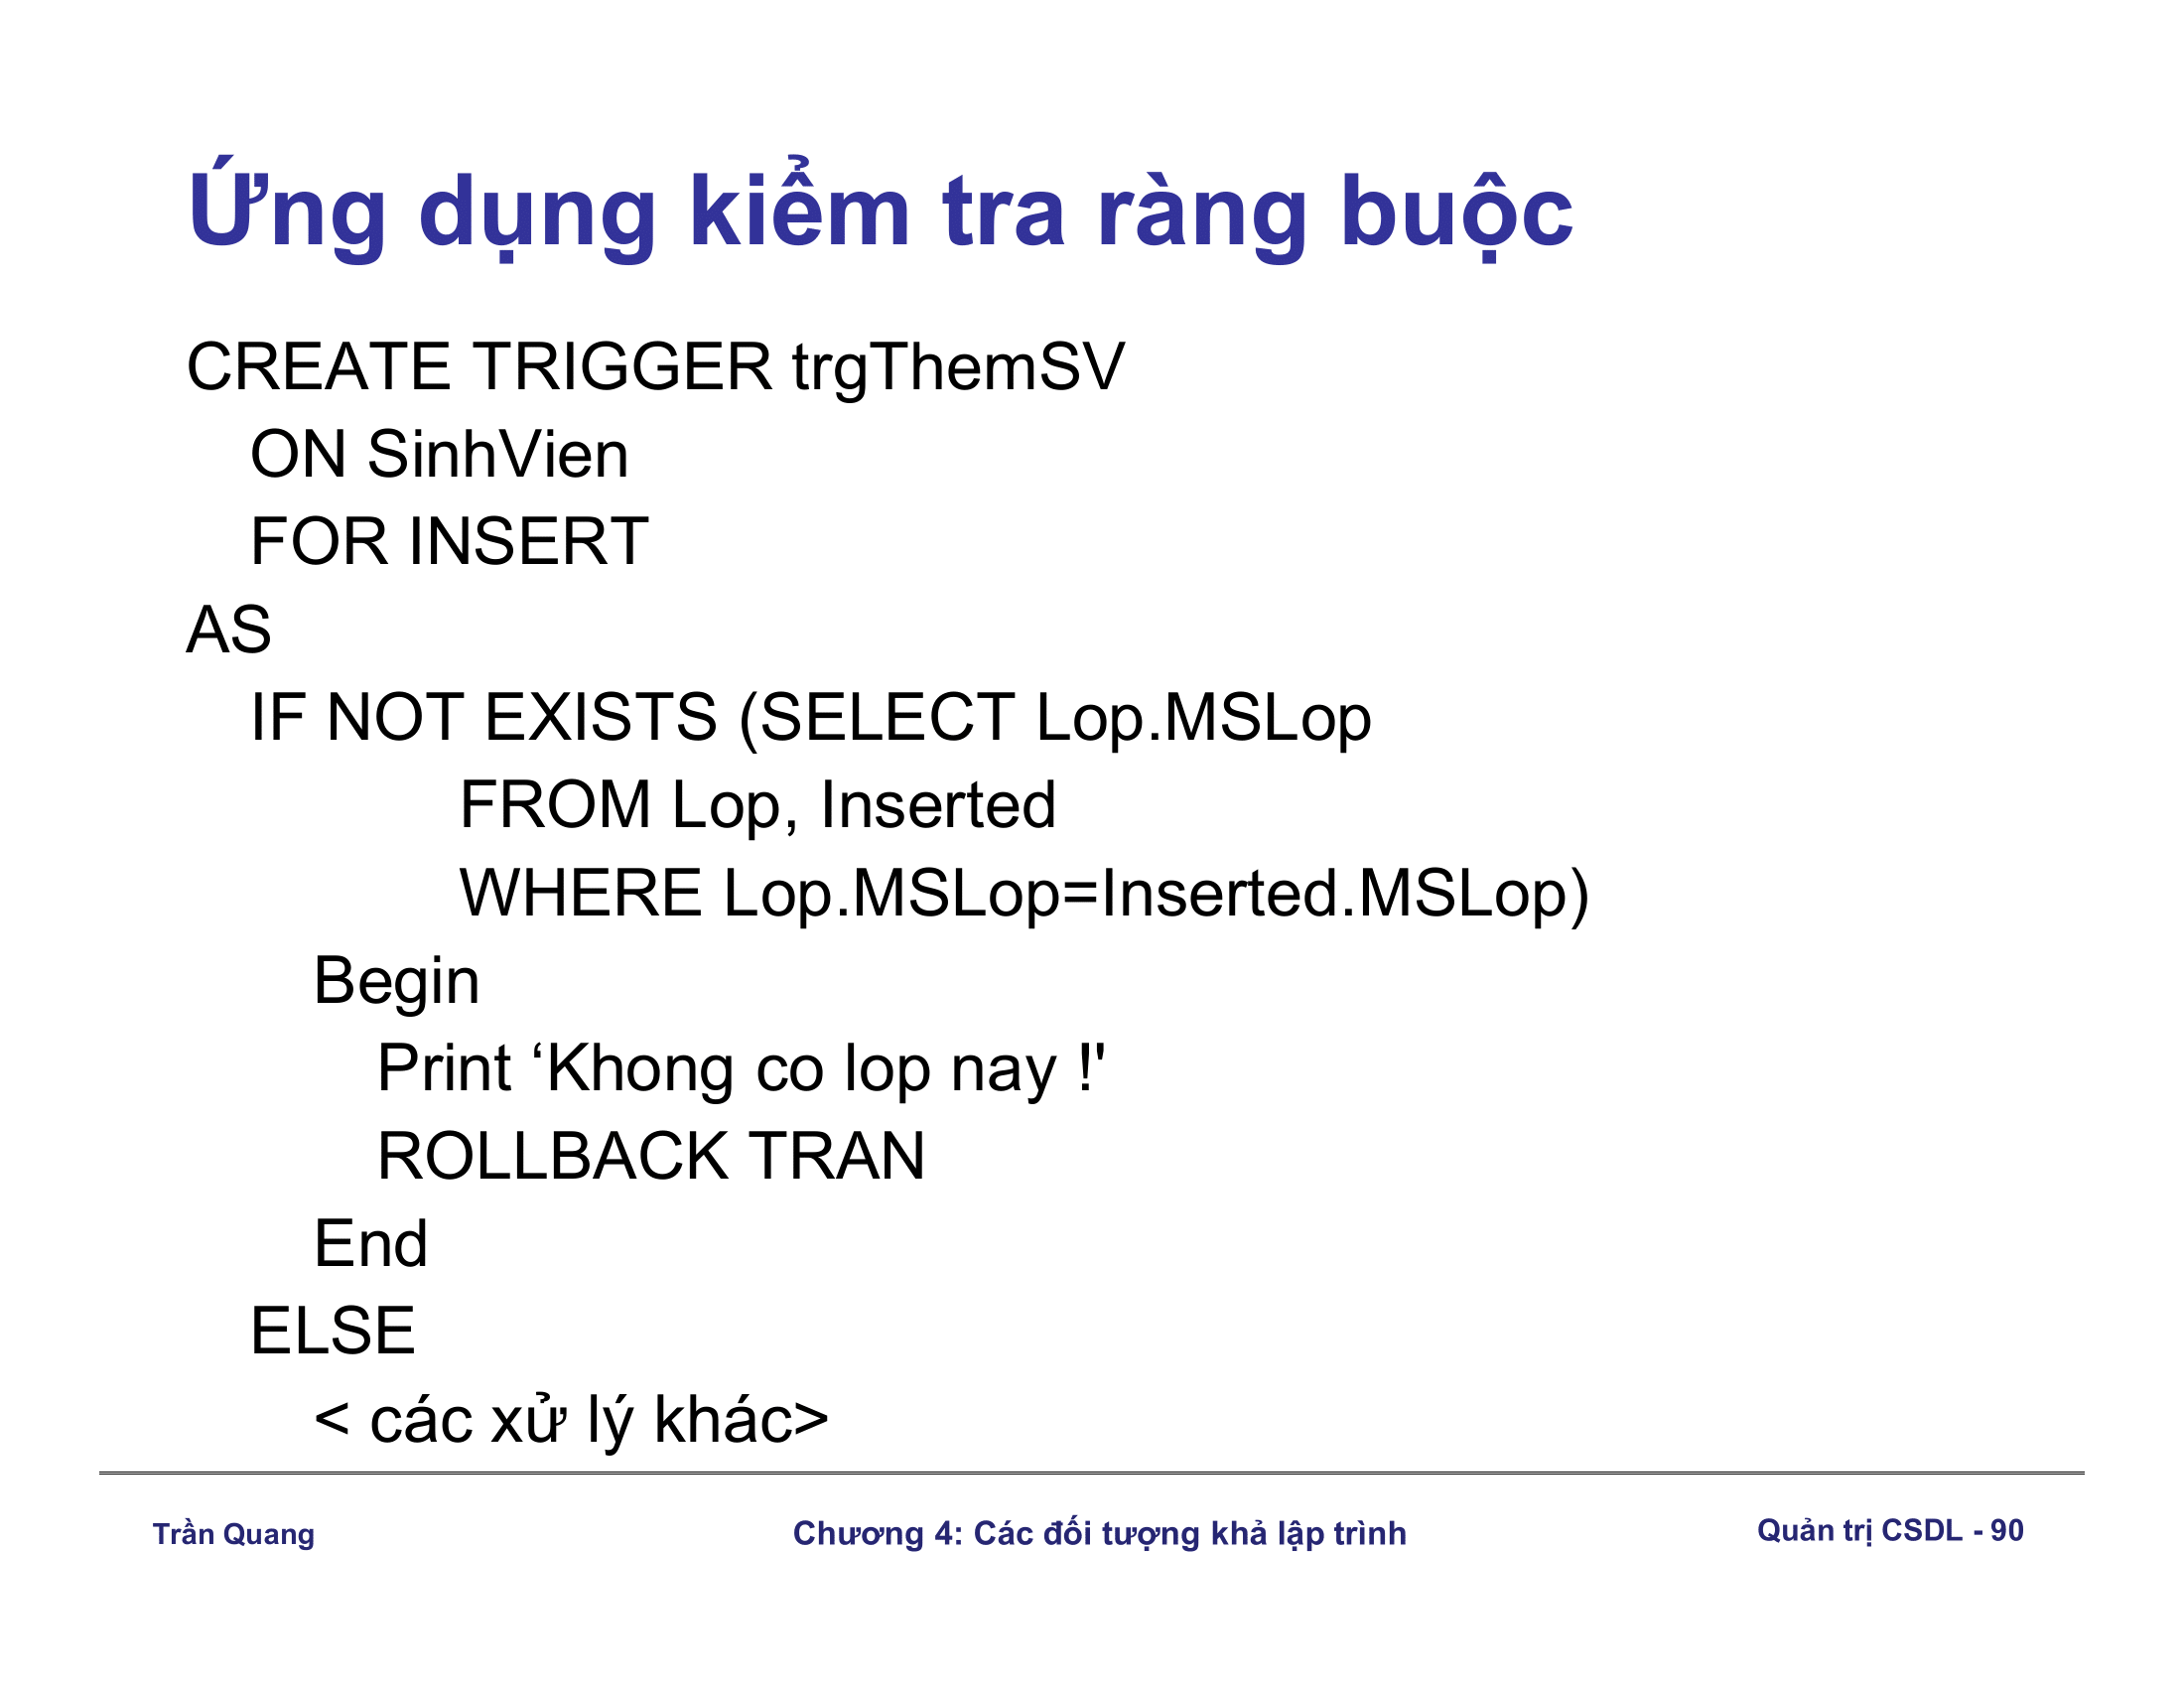 Ứng dụng kiểm tra ràng buộc
CREATE TRIGGER trgThemSV
ON SinhVien
FOR INSERT
AS
IF NOT EXISTS (SELECT Lop.MSLop
FROM Lop, Inserted
WHERE Lop.MSLop=Inserted.MSLop)
Begin
Print ‘Khong co lop nay !"
ROLLBACK TRAN
End
ELSE
< các xử lý khác>
Trần Quang
Chương 4: Các đối tượng khả lập trình
Quản trị CSDL - 90